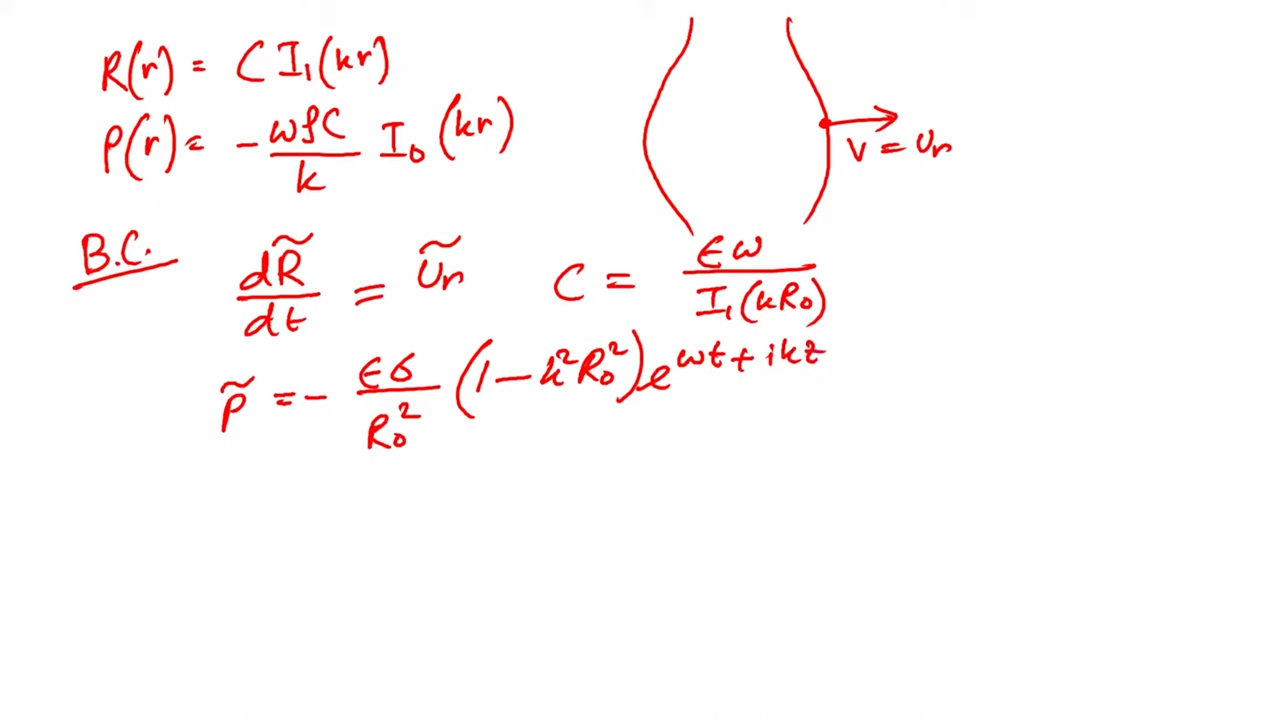 R(r) = C I₁(kr)
P(r) = -ωρC/k I₀(kr)
V = Ur
B.C. dR̃/dt = Ũr C = ϵω/I₁(kR₀)
p̃ = - ϵσ/R₀² (1 - k²R₀²) e^(ωt + ikz)